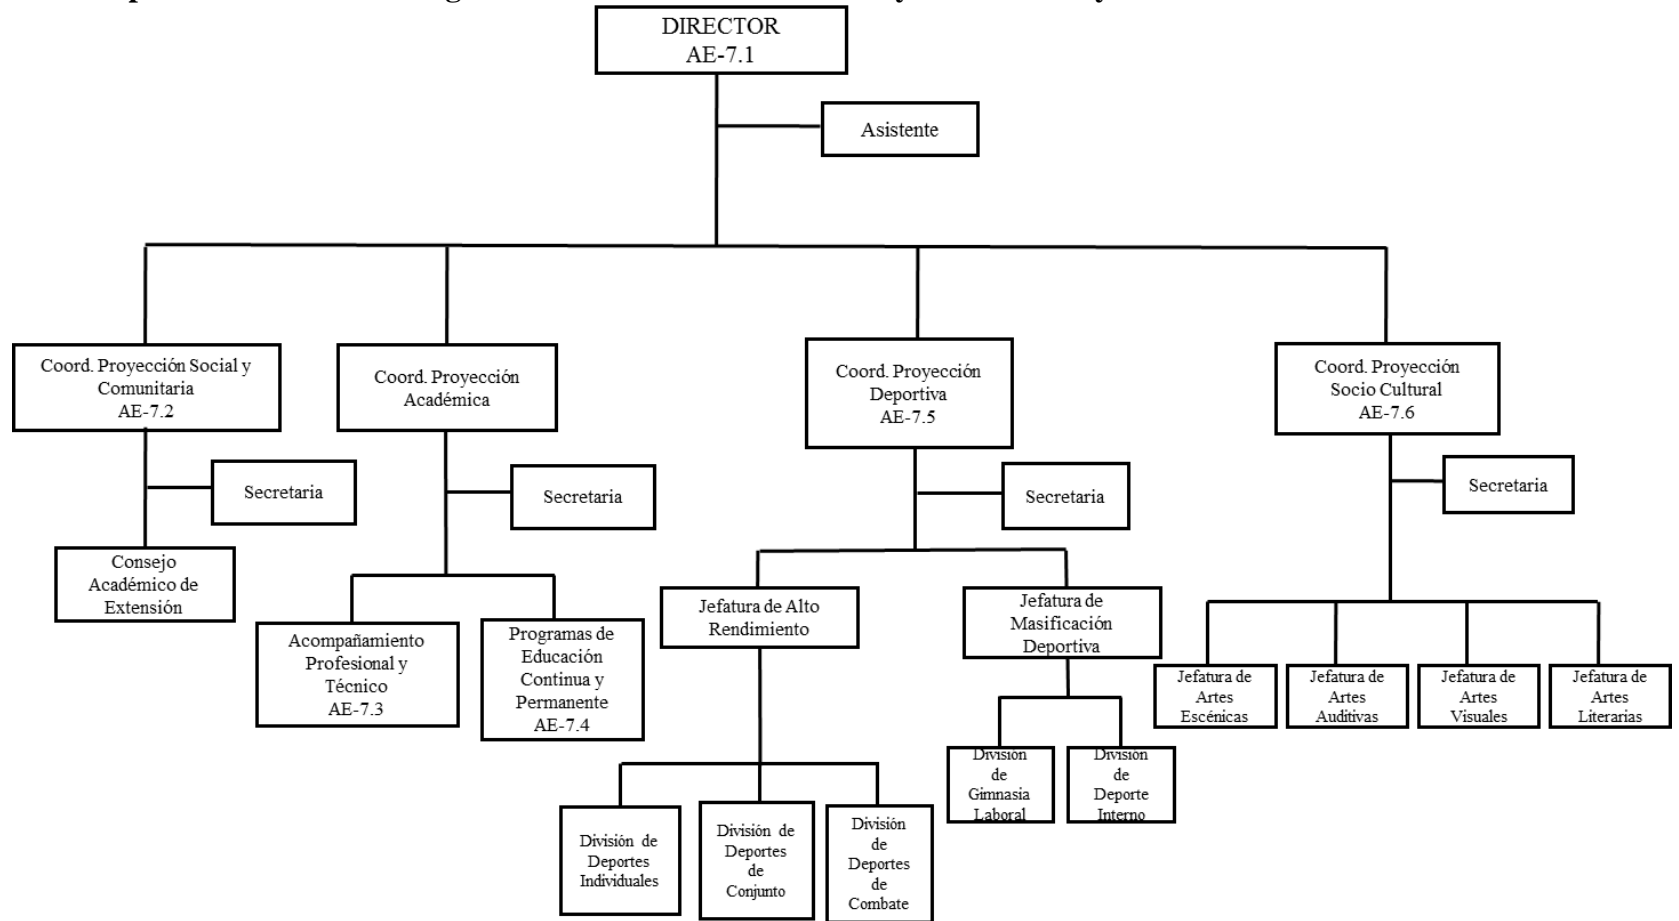 DIRECTOR
AE-7.1
Asistente
Coord. Proyección Social y
Comunitaria
AE-7.2
Coord. Proyección
Académica
Coord. Proyección
Deportiva
AE-7.5
Coord. Proyección
Socio Cultural
AE-7.6
Secretaria
Secretaria
Secretaria
Secretaria
Consejo
Académico de
Extensión
Acompañamiento
Profesional y
Técnico
AE-7.3
Programas de
Educación
Continua y
Permanente
AE-7.4
Jefatura de Alto
Rendimiento
Jefatura de
Masificación
Deportiva
Jefatura de
Artes
Escénicas
Jefatura de
Artes
Auditivas
Jefatura de
Artes
Visuales
Jefatura de
Artes
Literarias
División
de
Gimnasia
Laboral
División
de
Deporte
Interno
División de
Deportes
Individuales
División de
Deportes
de
Conjunto
División
de
Deportes
de
Combate